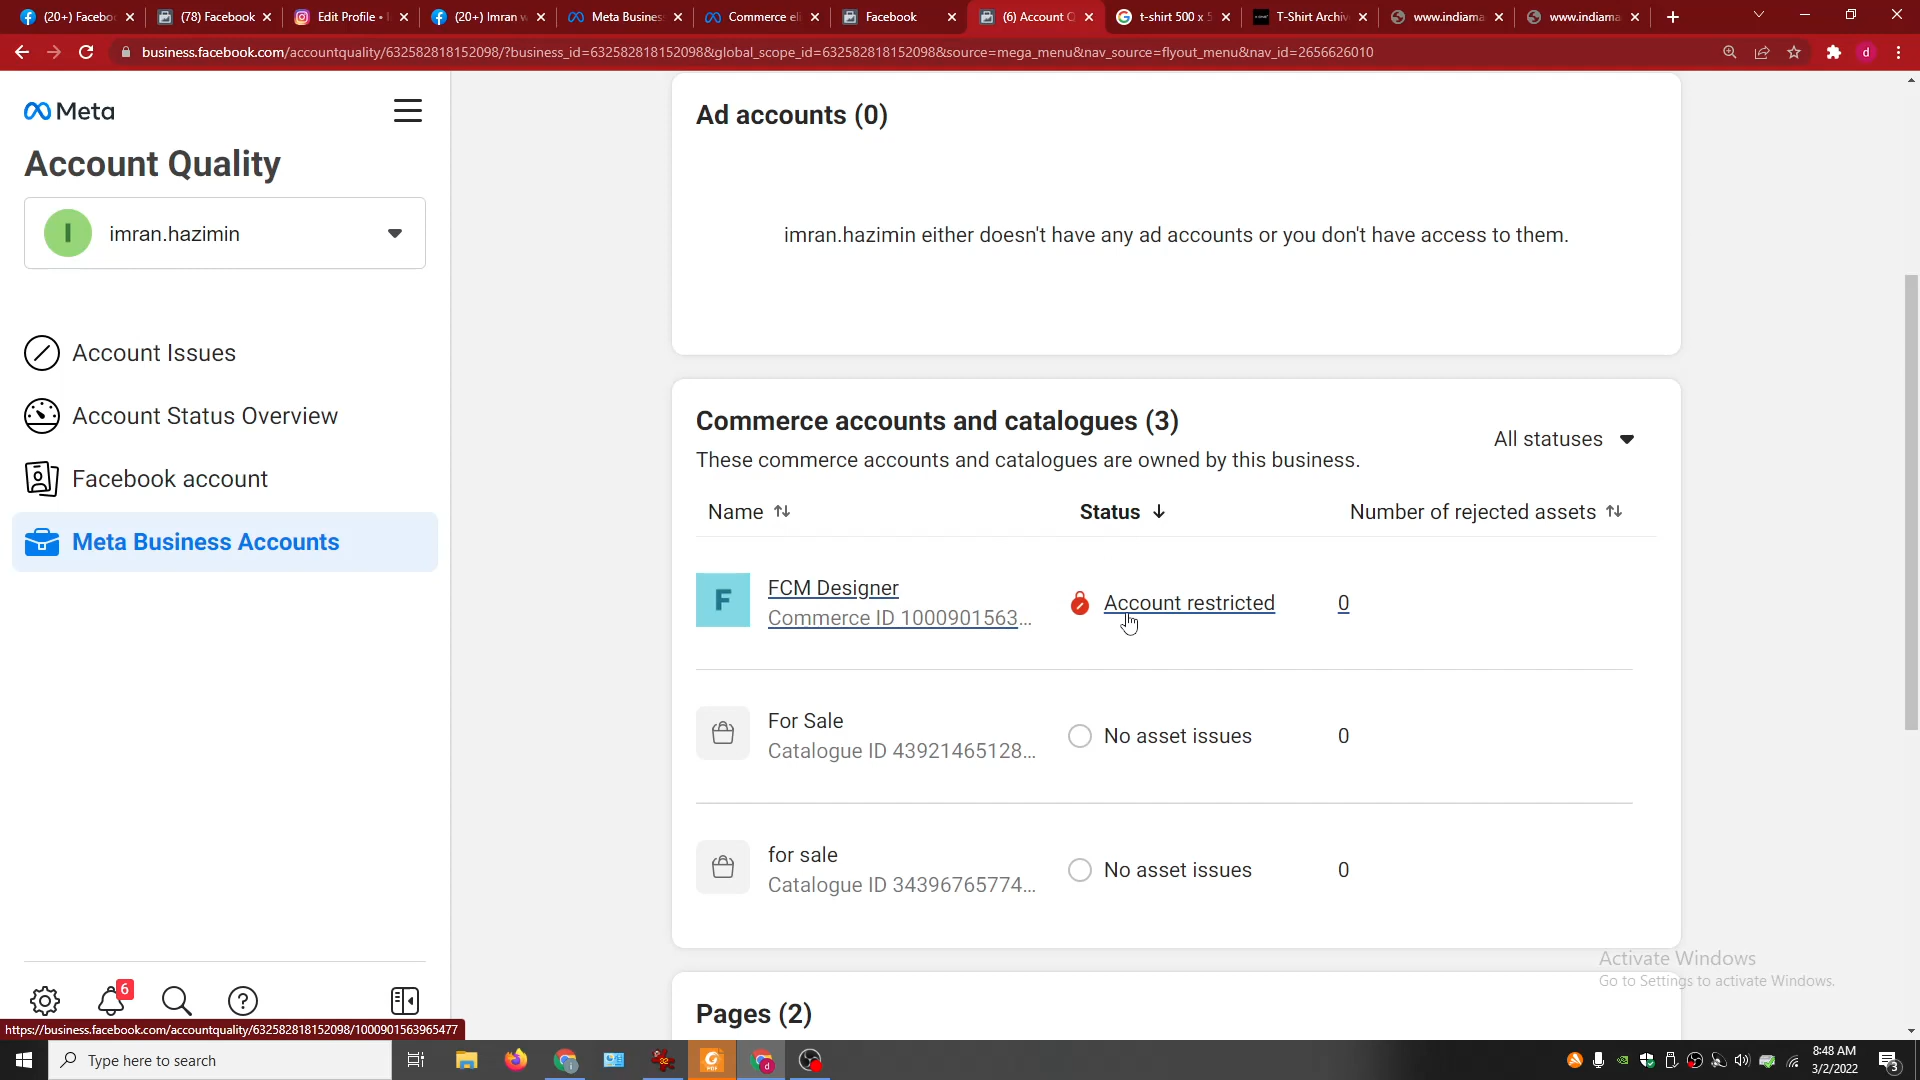 (20+) Facebo
(78) Facebook
Edit Profile •
(20+) Imran w
Meta Busines
Commerce eli
Facebook
(6) Account Q
t-shirt 500 x 5
T-Shirt Archiv
www.indiama
www.indiama
business.facebook.com/accountquality/632582818152098/?business_id=632582818152098&global_scope_id=632582818152098&source=mega_menu&nav_source=flyout_menu&nav_id=2656626010
d
Meta
Account Quality
I imran.hazimin
Account Issues
Account Status Overview
Facebook account
Meta Business Accounts
6
https://business.facebook.com/accountquality/632582818152098/1000901563965477
Ad accounts (0)
imran.hazimin either doesn't have any ad accounts or you don't have access to them.
Commerce accounts and catalogues (3)
All statuses
These commerce accounts and catalogues are owned by this business.
Name Status Number of rejected assets
F FCM Designer
Commerce ID 1000901563...
Account restricted 0
For Sale
Catalogue ID 43921465128...
No asset issues 0
for sale
Catalogue ID 34396765774...
No asset issues 0
Pages (2)
Activate Windows
Go to Settings to activate Windows.
Type here to search
8:48 AM
3/2/2022
3